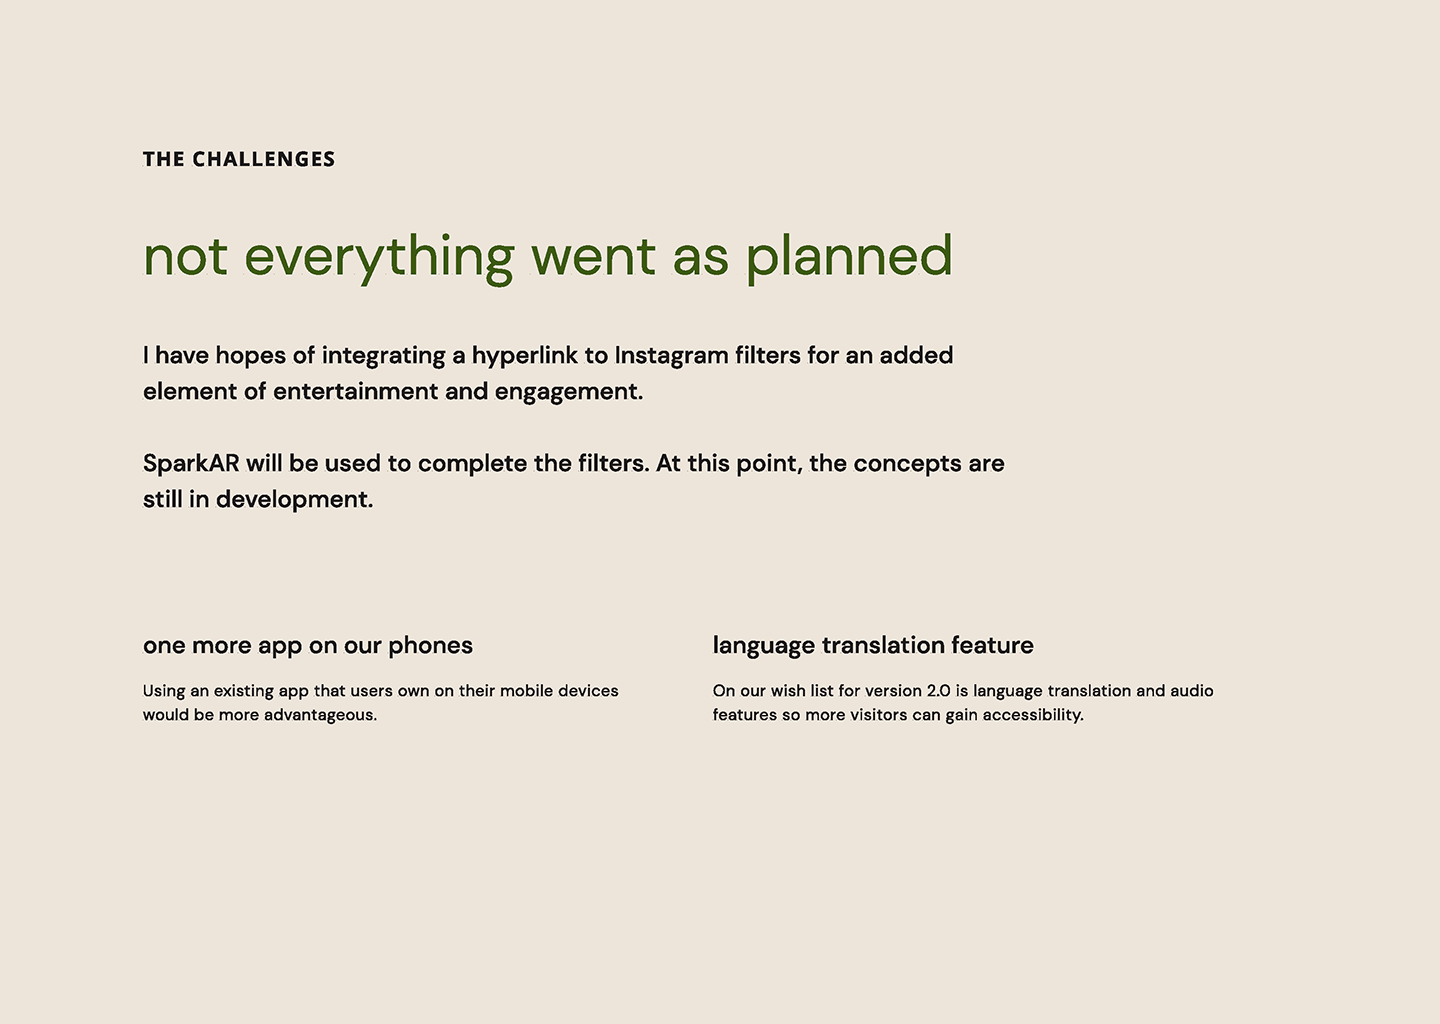 THE CHALLENGES
not everything went as planned
I have hopes of integrating a hyperlink to Instagram filters for an added
element of entertainment and engagement.
SparkAR will be used to complete the filters. At this point, the concepts are
still in development.
one more app on our phones
Using an existing app that users own on their mobile devices
would be more advantageous.
language translation feature
On our wish list for version 2.0 is language translation and audio
features so more visitors can gain accessibility.